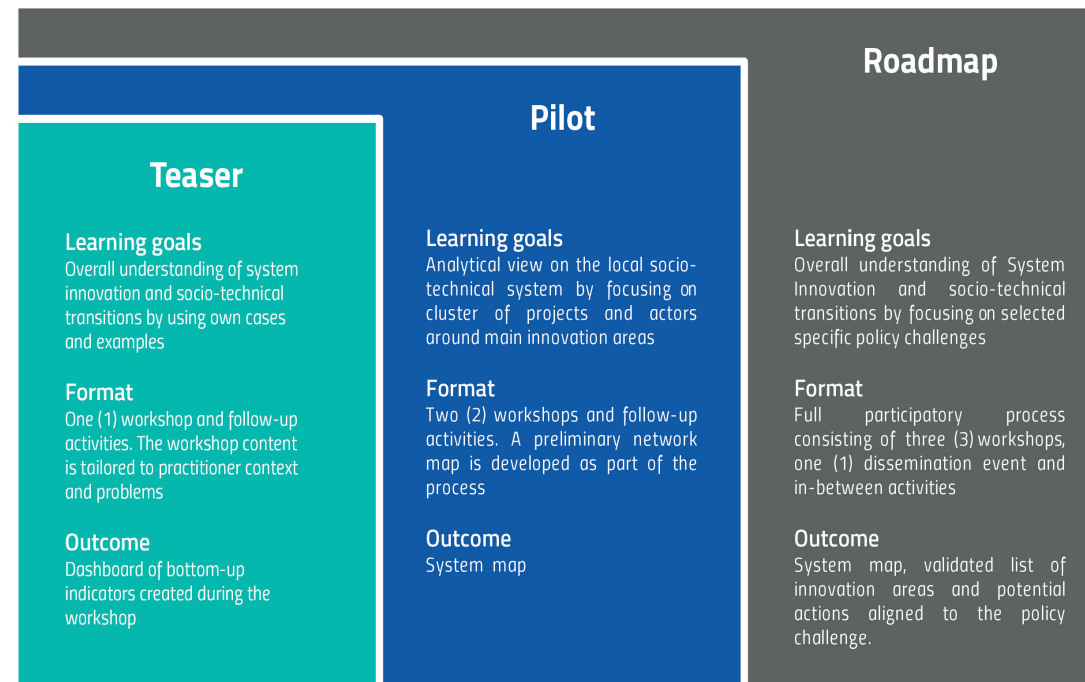 Teaser
Learning goals
Overall understanding of system
innovation and socio-technical
transitions by using own cases
and examples
Format
One (1) workshop and follow-up
activities. The workshop content
is tailored to practitioner context
and problems
Outcome
Dashboard of bottom-up
indicators created during the
workshop
Pilot
Learning goals
Analytical view on the local socio-
technical system by focusing on
cluster of projects and actors
around main innovation areas
Format
Two (2) workshops and follow-up
activities. A preliminary network
map is developed as part of the
process
Outcome
System map
Roadmap
Learning goals
Overall understanding of System
Innovation and socio-technical
transitions by focusing on selected
specific policy challenges
Format
Full participatory process
consisting of three (3) workshops,
one (1) dissemination event and
in-between activities
Outcome
System map, validated list of
innovation areas and potential
actions aligned to the policy
challenge.